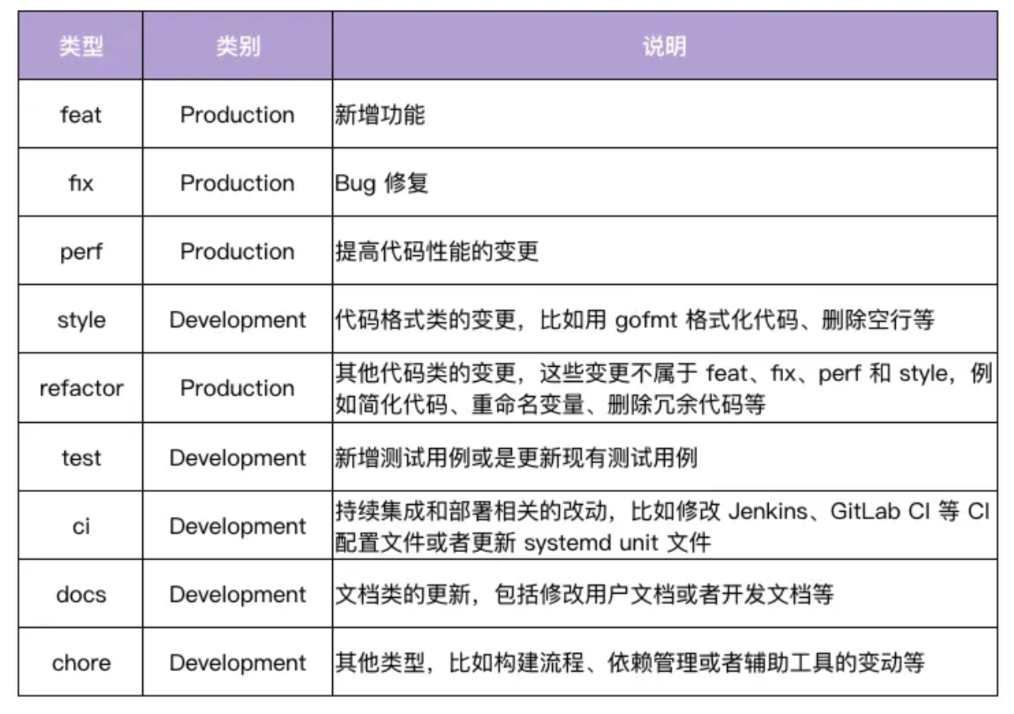 类型 类别 说明
feat Production 新增功能
fix Production Bug 修复
perf Production 提高代码性能的变更
style Development 代码格式类的变更，比如用 gofmt 格式化代码、删除空行等
refactor Production 其他代码类的变更，这些变更不属于 feat、fix、perf 和 style，例
如简化代码、重命名变量、删除冗余代码等
test Development 新增测试用例或是更新现有测试用例
ci Development 持续集成和部署相关的改动，比如修改 Jenkins、GitLab CI 等 CI
配置文件或者更新 systemd unit 文件
docs Development 文档类的更新，包括修改用户文档或者开发文档等
chore Development 其他类型，比如构建流程、依赖管理或者辅助工具的变动等